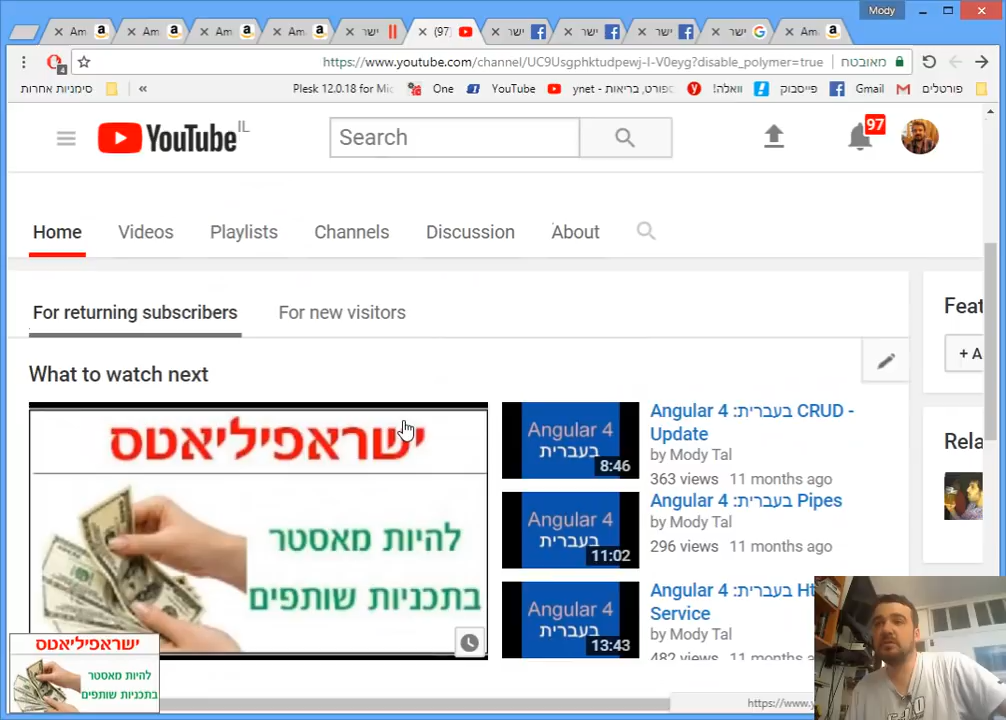 Mody
Am
Am
Am
Am
ישר
(97)
ישר
ישר
ישר
ישר
Am
https://www.youtube.com/channel/UC9Usgphktudpewj-I-V0eyg?disable_polymer=true
מאובטח
4
סימניות אחרות
«
Plesk 12.0.18 for Mic
One
YouTube
ynet - ספורט, בריאות
וואלה!
פייסבוק
Gmail
פורטלים
YouTube IL
Search
97
Home
Videos
Playlists
Channels
Discussion
About
For returning subscribers
For new visitors
Feat
+ A
Rela
What to watch next
ישראפיליאטס
להיות מאסטר
בתכניות שותפים
Angular 4
בעברית
8:46
Angular 4 בעברית: CRUD -
Update
by Mody Tal
363 views 11 months ago
Angular 4
בעברית
11:02
Angular 4 בעברית: Pipes
by Mody Tal
296 views 11 months ago
Angular 4
בעברית
13:43
Angular 4 בעברית: Ht
Service
by Mody Tal
482 views 11 months
ישראפיליאטס
להיות מאסטר
בתכניות שותפים
https://www.y